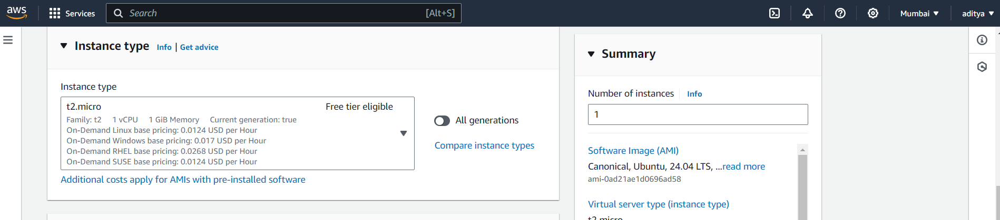 aws
Services
Search
[Alt+S]
Mumbai
aditya
Instance type Info | Get advice
Instance type
t2.micro Free tier eligible
Family: t2 1 vCPU 1 GiB Memory Current generation: true
On-Demand Linux base pricing: 0.0124 USD per Hour
On-Demand Windows base pricing: 0.017 USD per Hour
On-Demand RHEL base pricing: 0.0268 USD per Hour
On-Demand SUSE base pricing: 0.0124 USD per Hour
All generations
Compare instance types
Additional costs apply for AMIs with pre-installed software
Summary
Number of instances Info
1
Software Image (AMI)
Canonical, Ubuntu, 24.04 LTS, ...read more
ami-0ad21ae1d0696ad58
Virtual server type (instance type)
t2.micro